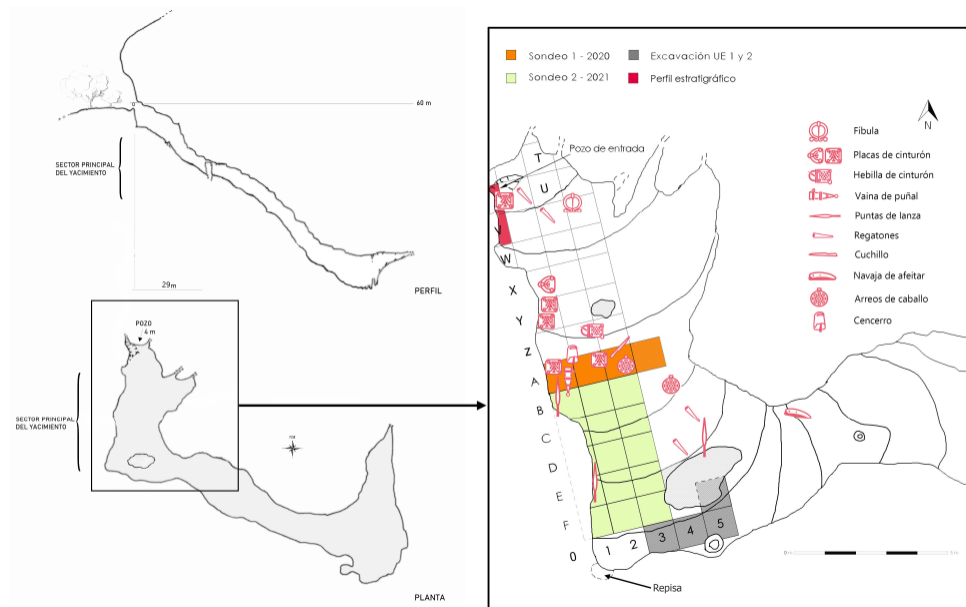 60 m
SECTOR PRINCIPAL
DEL YACIMIENTO
29m
PERFIL
POZO
4 m
SECTOR PRINCIPAL
DEL YACIMIENTO
NM
PLANTA
Sondeo 1 - 2020
Excavación UE 1 y 2
Sondeo 2 - 2021
Perfil estratigráfico
N
Pozo de entrada
Fíbula
Placas de cinturón
Hebilla de cinturón
Vaina de puñal
Puntas de lanza
Regatones
Cuchillo
Navaja de afeitar
Arreos de caballo
Cencerro
T
U
V
W
X
Y
Z
A
B
C
D
E
F
0
1
2
3
4
5
0 m
5 m
Repisa